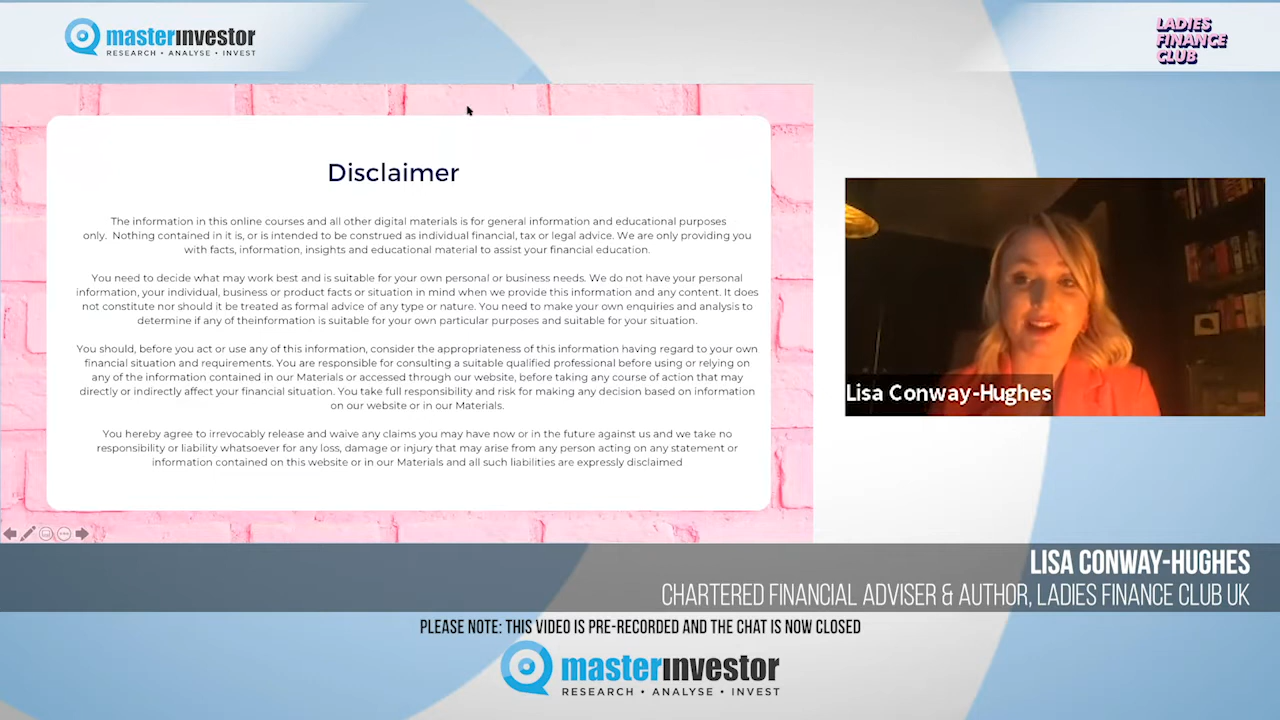 masterinvestor
RESEARCH • ANALYSE • INVEST
LADIES
FINANCE
CLUB
Disclaimer
The information in this online courses and all other digital materials is for general information and educational purposes
only. Nothing contained in it is, or is intended to be construed as individual financial, tax or legal advice. We are only providing you
with facts, information, insights and educational material to assist your financial education.
You need to decide what may work best and is suitable for your own personal or business needs. We do not have your personal
information, your individual, business or product facts or situation in mind when we provide this information and any content. It does
not constitute nor should it be treated as formal advice of any type or nature. You need to make your own enquiries and analysis to
determine if any of theinformation is suitable for your own particular purposes and suitable for your situation.
You should, before you act or use any of this information, consider the appropriateness of this information having regard to your own
financial situation and requirements. You are responsible for consulting a suitable qualified professional before using or relying on
any of the information contained in our Materials or accessed through our website, before taking any course of action that may
directly or indirectly affect your financial situation. You take full responsibility and risk for making any decision based on information
on our website or in our Materials.
You hereby agree to irrevocably release and waive any claims you may have now or in the future against us and we take no
responsibility or liability whatsoever for any loss, damage or injury that may arise from any person acting on any statement or
information contained on this website or in our Materials and all such liabilities are expressly disclaimed
Lisa Conway-Hughes
LISA CONWAY-HUGHES
CHARTERED FINANCIAL ADVISER & AUTHOR, LADIES FINANCE CLUB UK
PLEASE NOTE: THIS VIDEO IS PRE-RECORDED AND THE CHAT IS NOW CLOSED
masterinvestor
RESEARCH • ANALYSE • INVEST